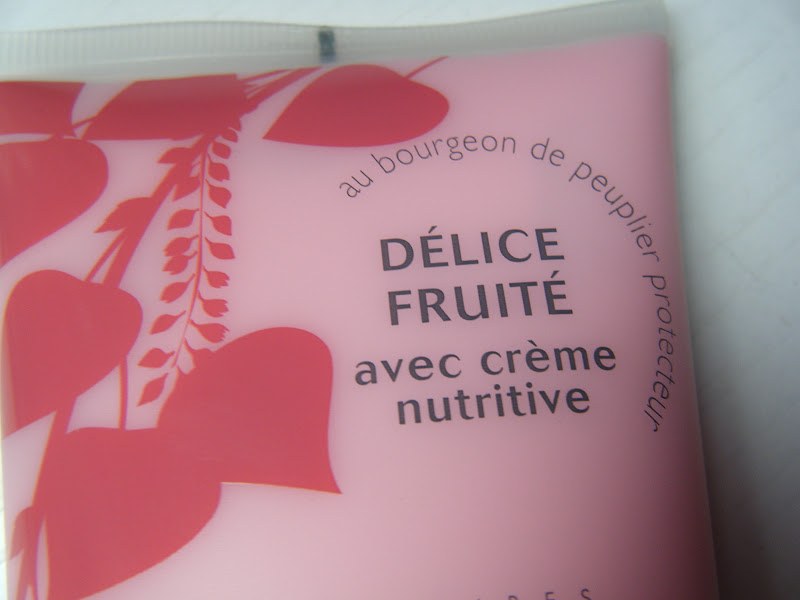 au bourgeon de peuplier protecteur
DÉLICE
FRUITÉ
avec crème
nutritive